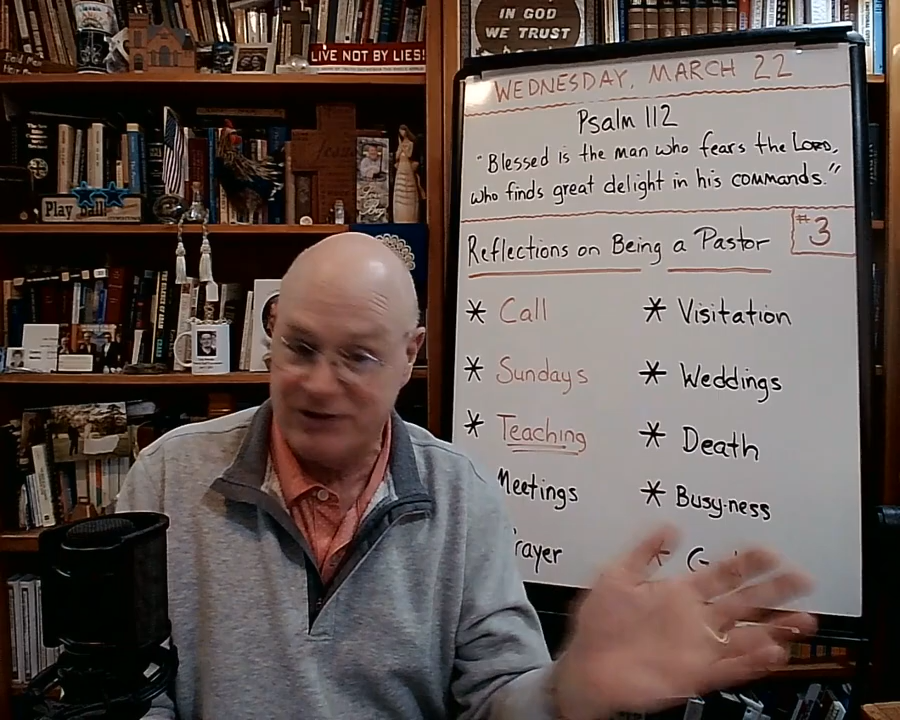 IN GOD
WE TRUST
LIVE NOT BY LIES!
Play ball
WEDNESDAY, MARCH 22
Psalm 112
"Blessed is the man who fears the LORD,
who finds great delight in his commands."
Reflections on Being a Pastor
#3
* Call
* Sundays
* Teaching
Meetings
rayer
* Visitation
* Weddings
* Death
* Busy-ness
*